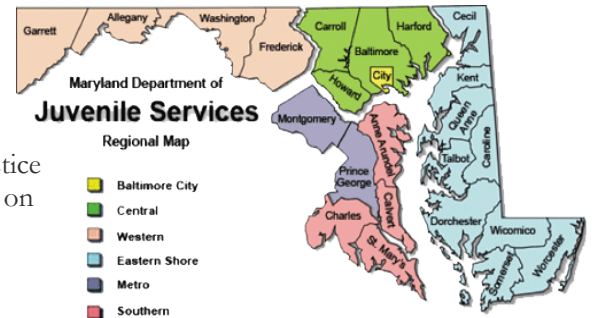 Garrett
Allegany
Washington
Frederick
Carroll
Harford
Baltimore
City
Howard
Cecil
Kent
Queen
Anne
Caroline
Talbot
Dorchester
Wicomico
Somerset
Worcester
Montgomery
Prince
George
Anne Arundel
Calvert
Charles
St. Mary's
Maryland Department of
Juvenile Services
Regional Map
tice
on
Baltimore City
Central
Western
Eastern Shore
Metro
Southern